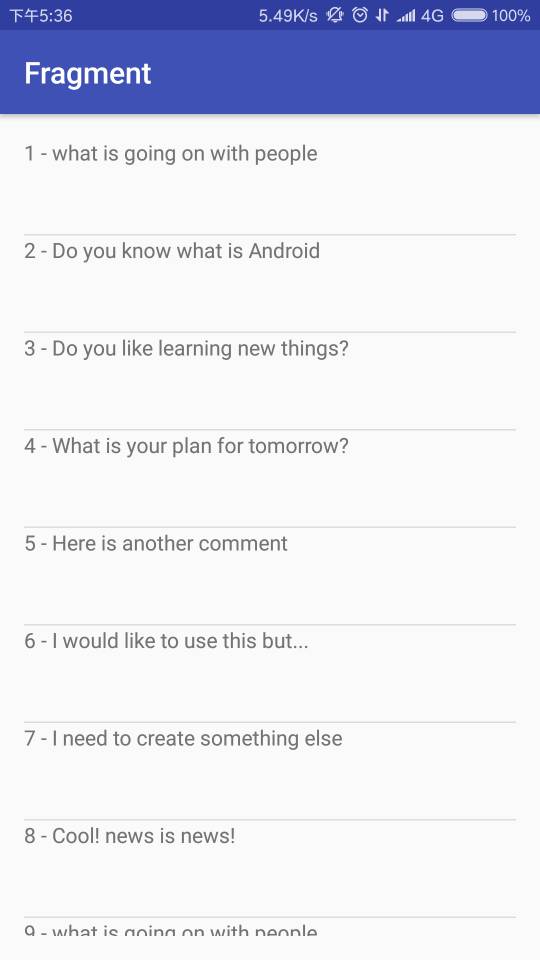 下午5:36 5.49K/s 4G 100%
Fragment
1 - what is going on with people
2 - Do you know what is Android
3 - Do you like learning new things?
4 - What is your plan for tomorrow?
5 - Here is another comment
6 - I would like to use this but...
7 - I need to create something else
8 - Cool! news is news!
9 - what is going on with people